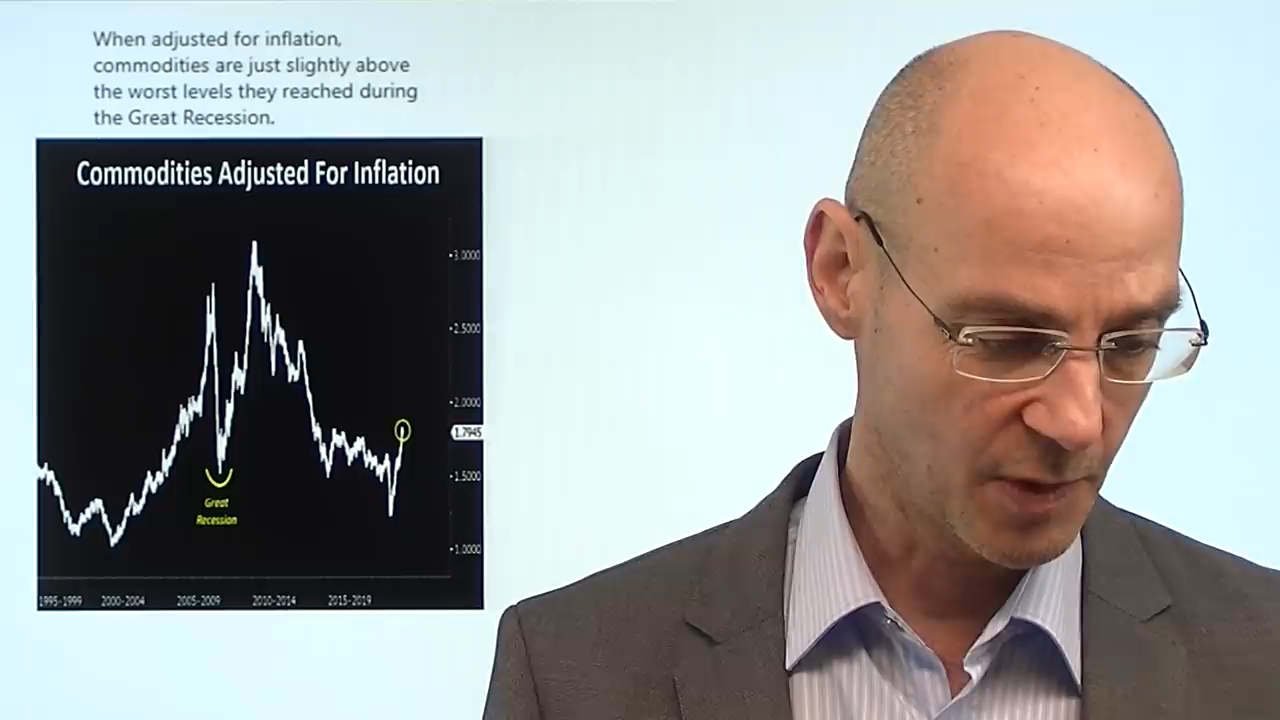 When adjusted for inflation,
commodities are just slightly above
the worst levels they reached during
the Great Recession.
Commodities Adjusted For Inflation
3.0000
2.5000
2.0000
1.7945
1.5000
Great
Recession
1.0000
1995-1999 2000-2004 2005-2009 2010-2014 2015-2019